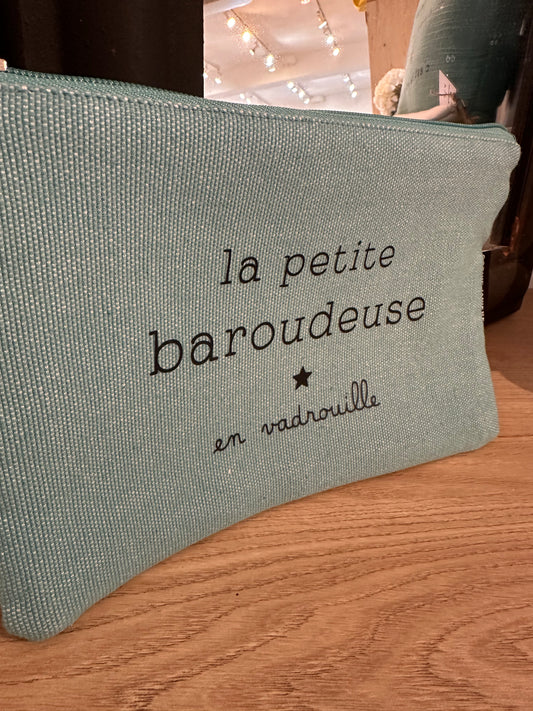 la petite
baroudeuse
★
en vadrouille